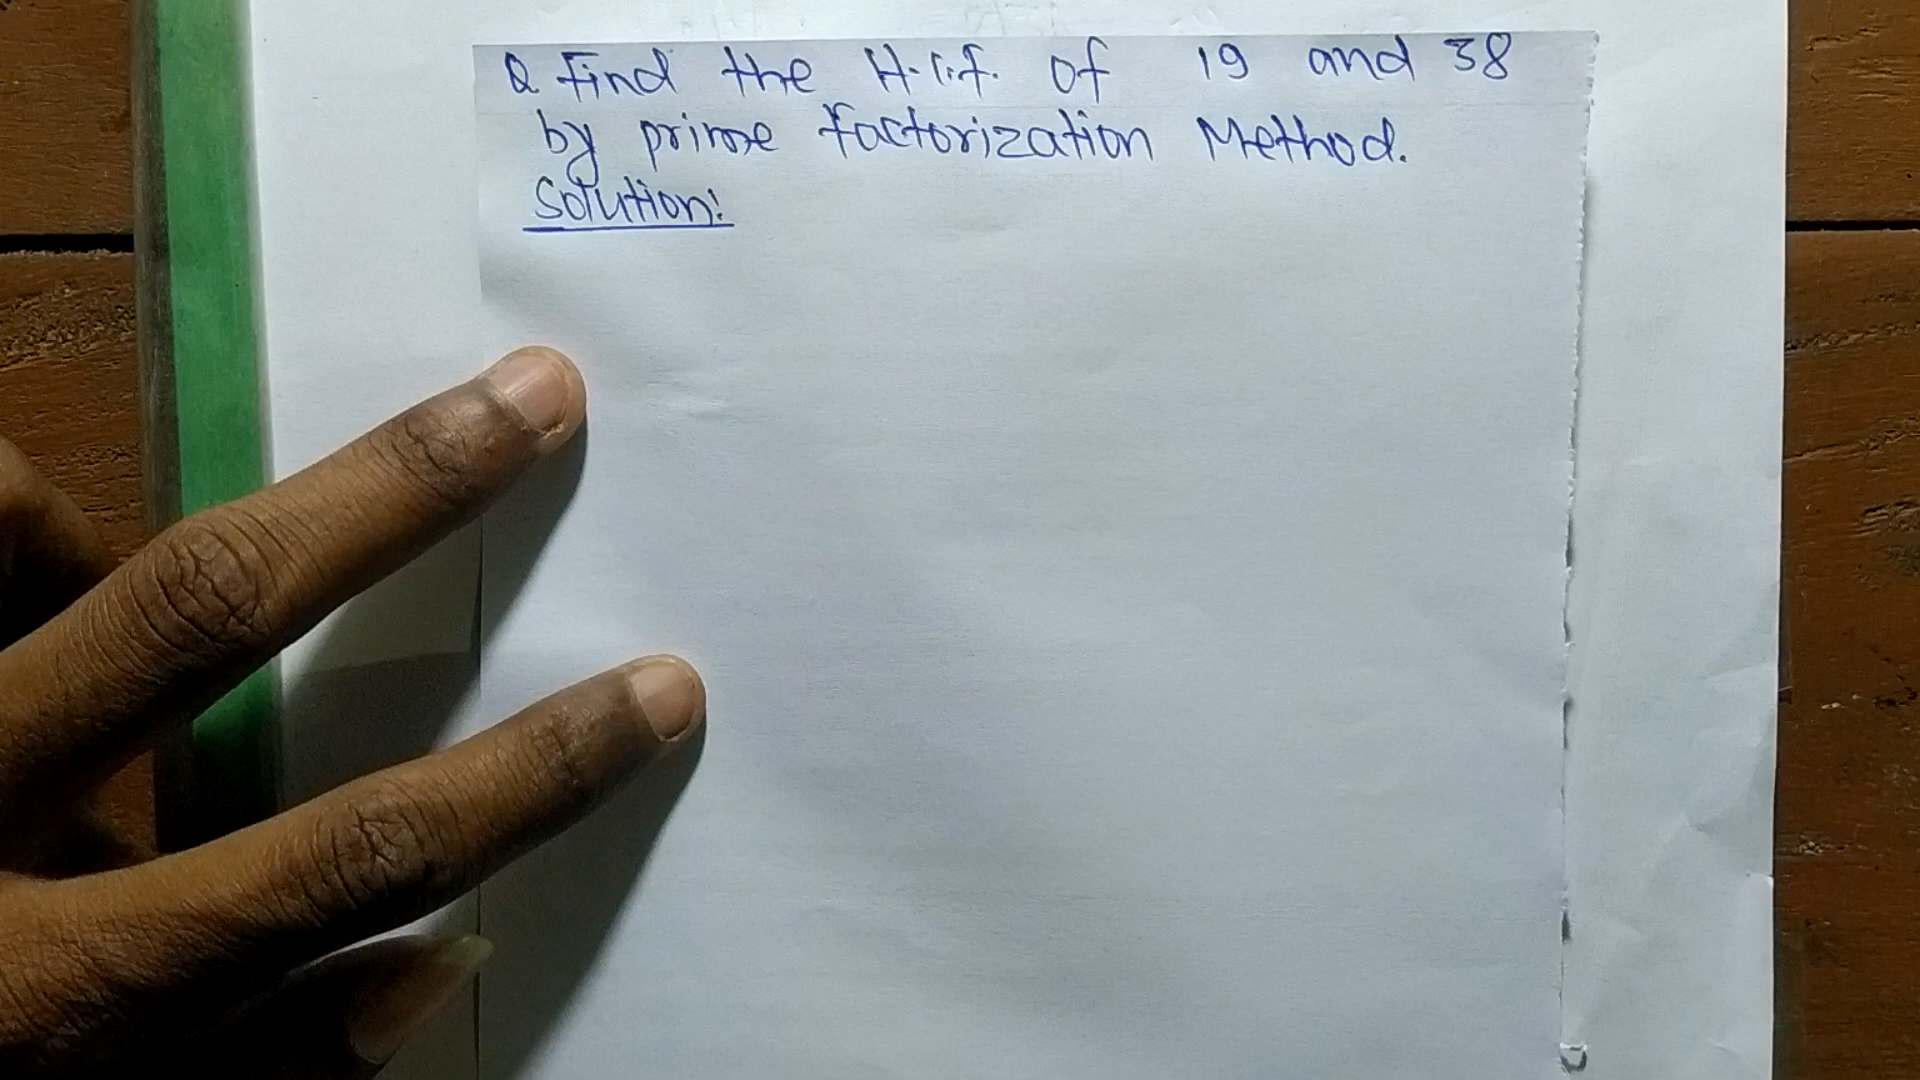 Q Find the H.C.F. of 19 and 38
by prime factorization Method.
Solution: